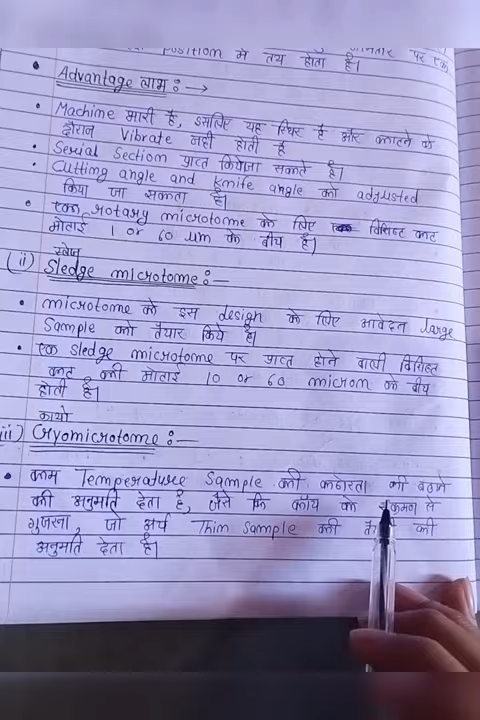 Position में तय होता है।
• Advantage लाभ :- →
• Machine भारी है, इसलिए यह स्थिर है और काटने के
दौरान Vibrate नहीं होती है
• Serial Section प्राप्त किये जा सकते है।
• Cutting angle and Knife angle को adjusted
किया जा सकता है।
• एक rotary microtome के लिए विशिष्ट कट
मोटाई 1 or 60 µm के बीच है।
स्लेज
(ii) Sledge microtome :-
• microtome को इस design के लिए आवेदन large
Sample को तैयार किये है।
• एक Sledge microtome पर प्राप्त होने वाली विशिष्ट
कट की मोटाई 10 or 60 micron के बीच
होती है।
कायो
iii) Cryomicrotome :-
• कम Temperature Sample की कठोरता को बढ़ाने
की अनुमति देता है, जैसे कि काँच के संक्रमण से
गुजरना, जो अर्ध Thin Sample की की
अनुमति देता है।